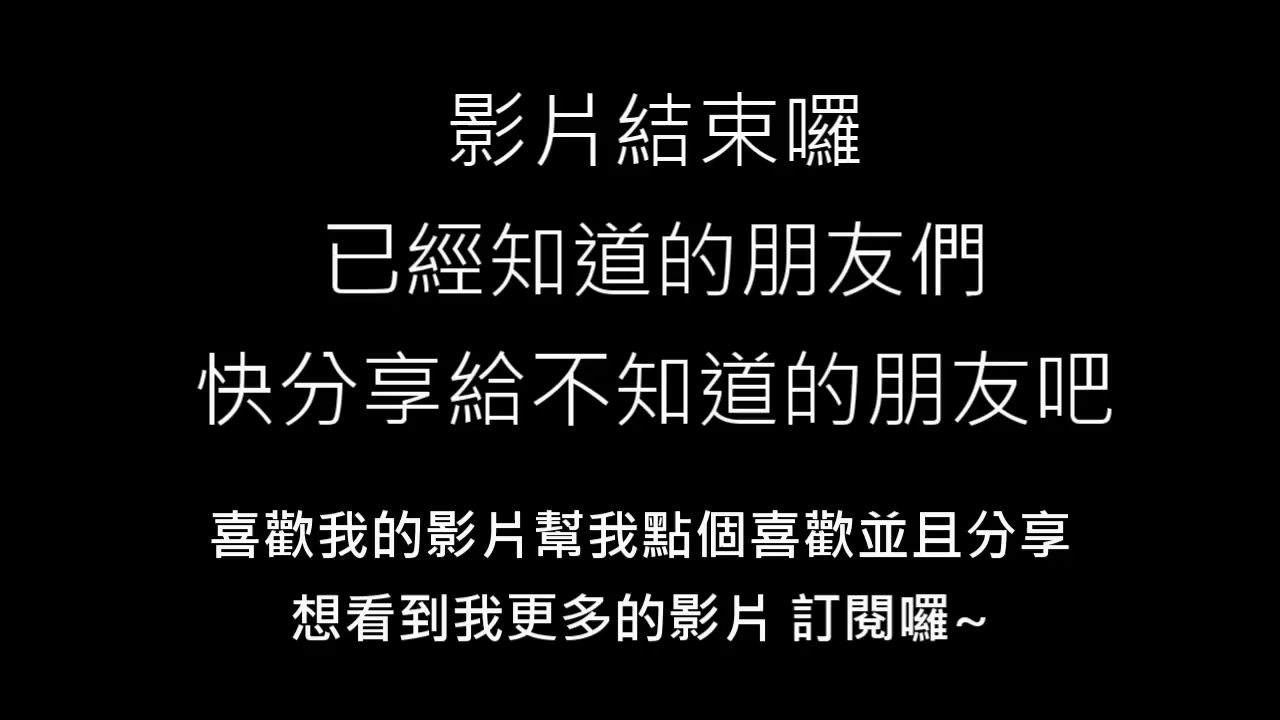 影片結束囉
已經知道的朋友們
快分享給不知道的朋友吧
喜歡我的影片幫我點個喜歡並且分享
想看到我更多的影片 訂閱囉~